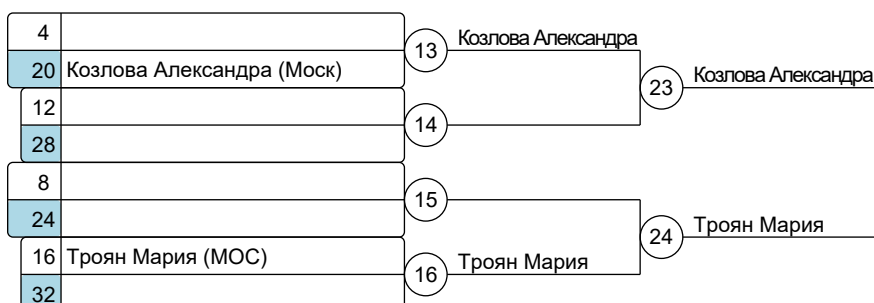 4
13 Козлова Александра
20 Козлова Александра (Моск)
23 Козлова Александра
12
14
28
8
15
24
24 Троян Мария
16 Троян Мария (МОС)
16 Троян Мария
32